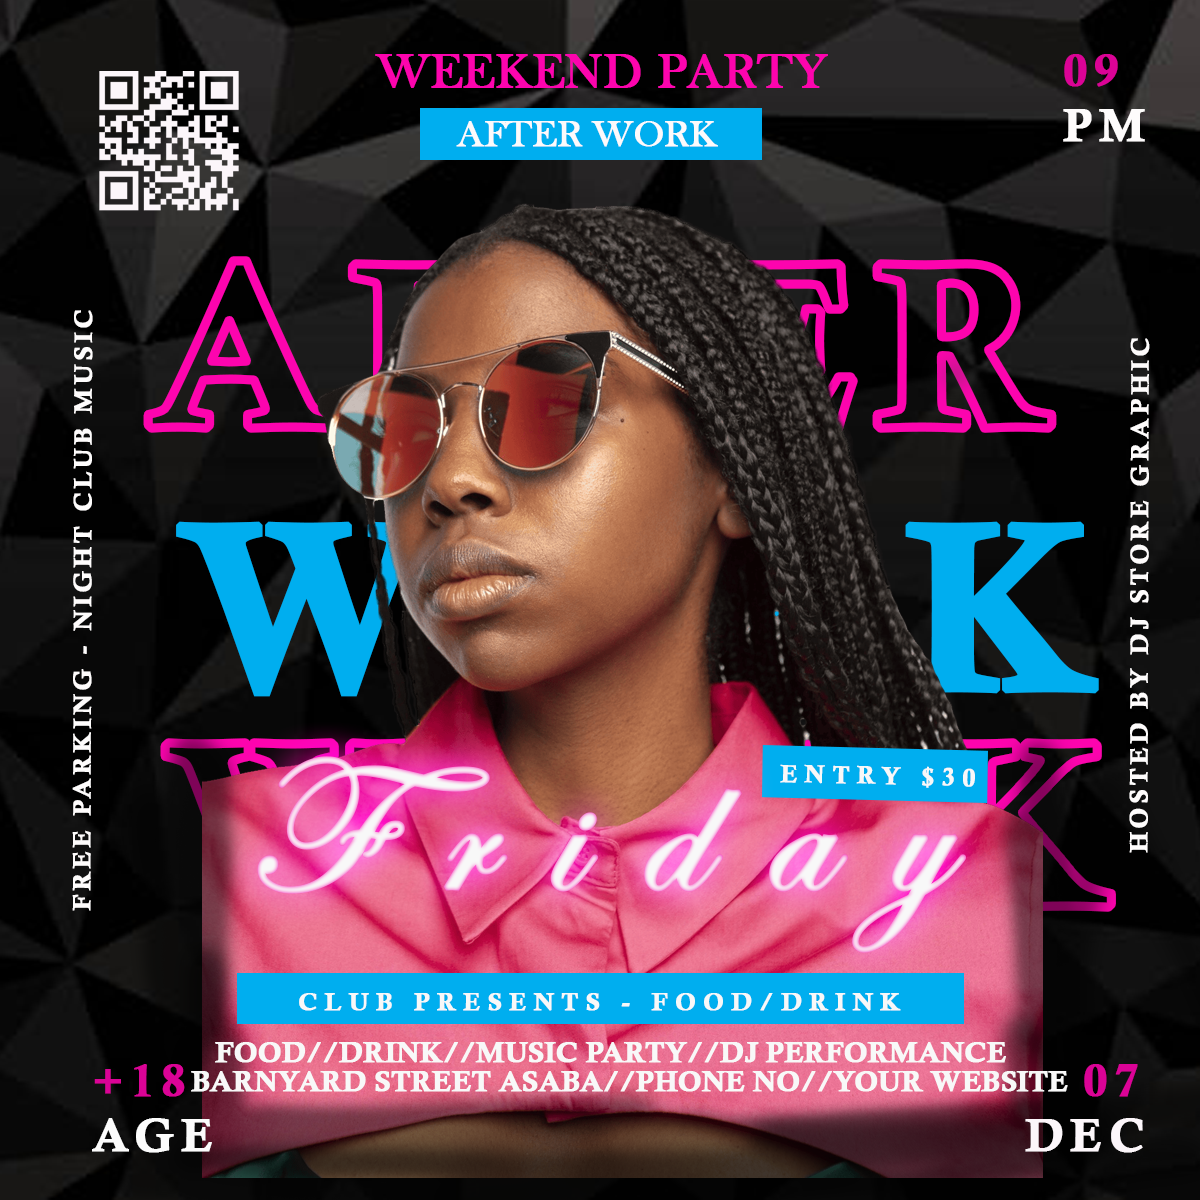 WEEKEND PARTY
AFTER WORK
09
PM
FREE PARKING - NIGHT CLUB MUSIC
HOSTED BY DJ STORE GRAPHIC
ENTRY $30
Friday
CLUB PRESENTS - FOOD/DRINK
FOOD//DRINK//MUSIC PARTY//DJ PERFORMANCE
BARNYARD STREET ASABA//PHONE NO//YOUR WEBSITE
+18
AGE
07
DEC